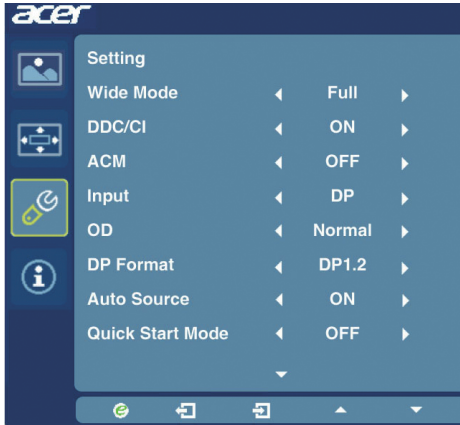 acer
Setting
Wide Mode Full
DDC/CI ON
ACM OFF
Input DP
OD Normal
DP Format DP1.2
Auto Source ON
Quick Start Mode OFF